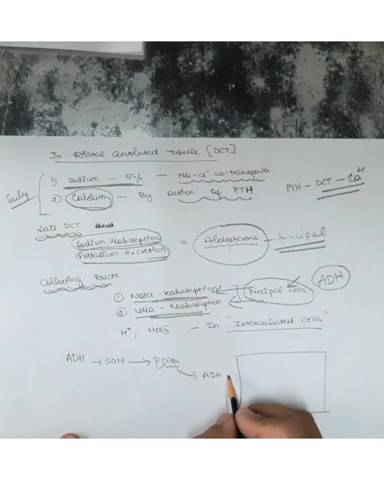 In Distal Convoluted tubule [DCT]
Early
1) Sodium - 5% - Na-cl⁻ co-transporter
2) Calcium - By action of PTH
PTH - DCT - Ca²⁺
Late DCT and
Sodium Reabsorption
Potassium Excretion
= Aldosterone - Principal
Collecting Ducts
① Water-reabsorption
② Urea-Reabsorption
Principal cells
ADH
H⁺, HCO₃⁻ - In "Intercalated cells"
ADH → SON →
→ ADH